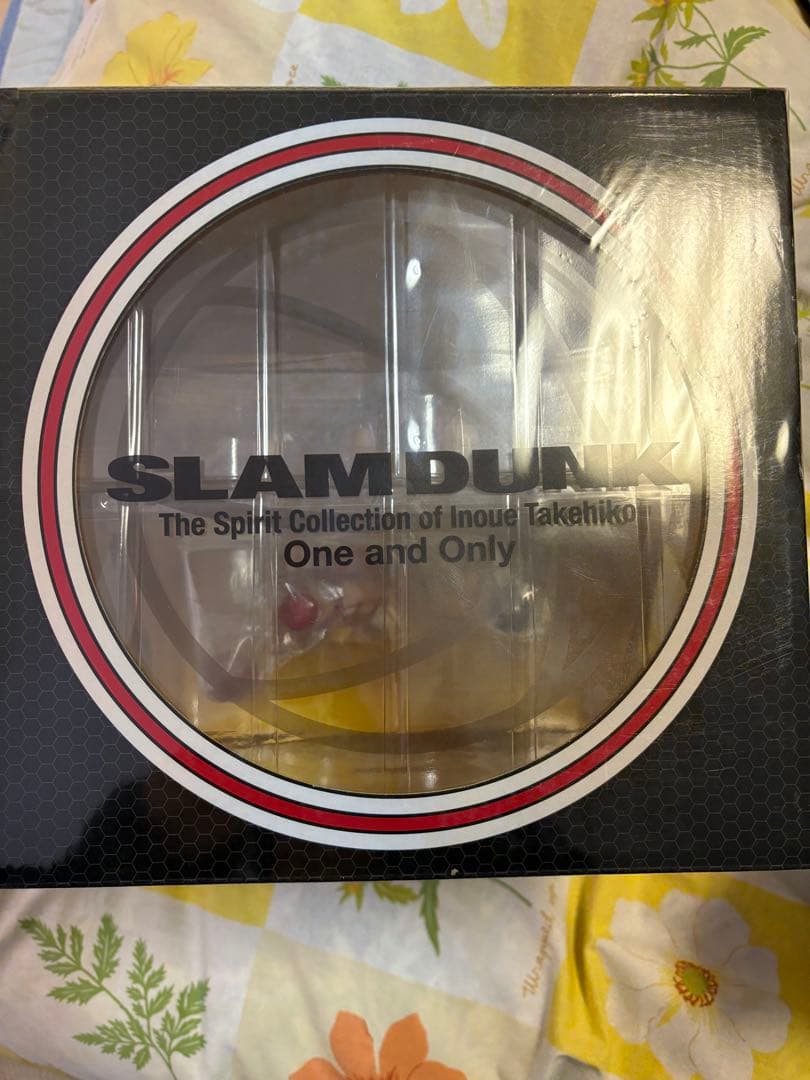 SLAM DUNK
The Spirit Collection of Inoue Takehiko
One and Only